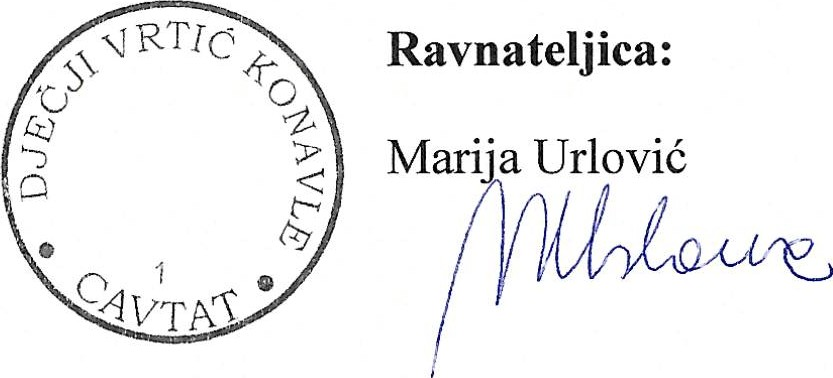 DJEČJI VRTIĆ KONAVLE
1
CAVTAT
Ravnateljica:
Marija Urlović